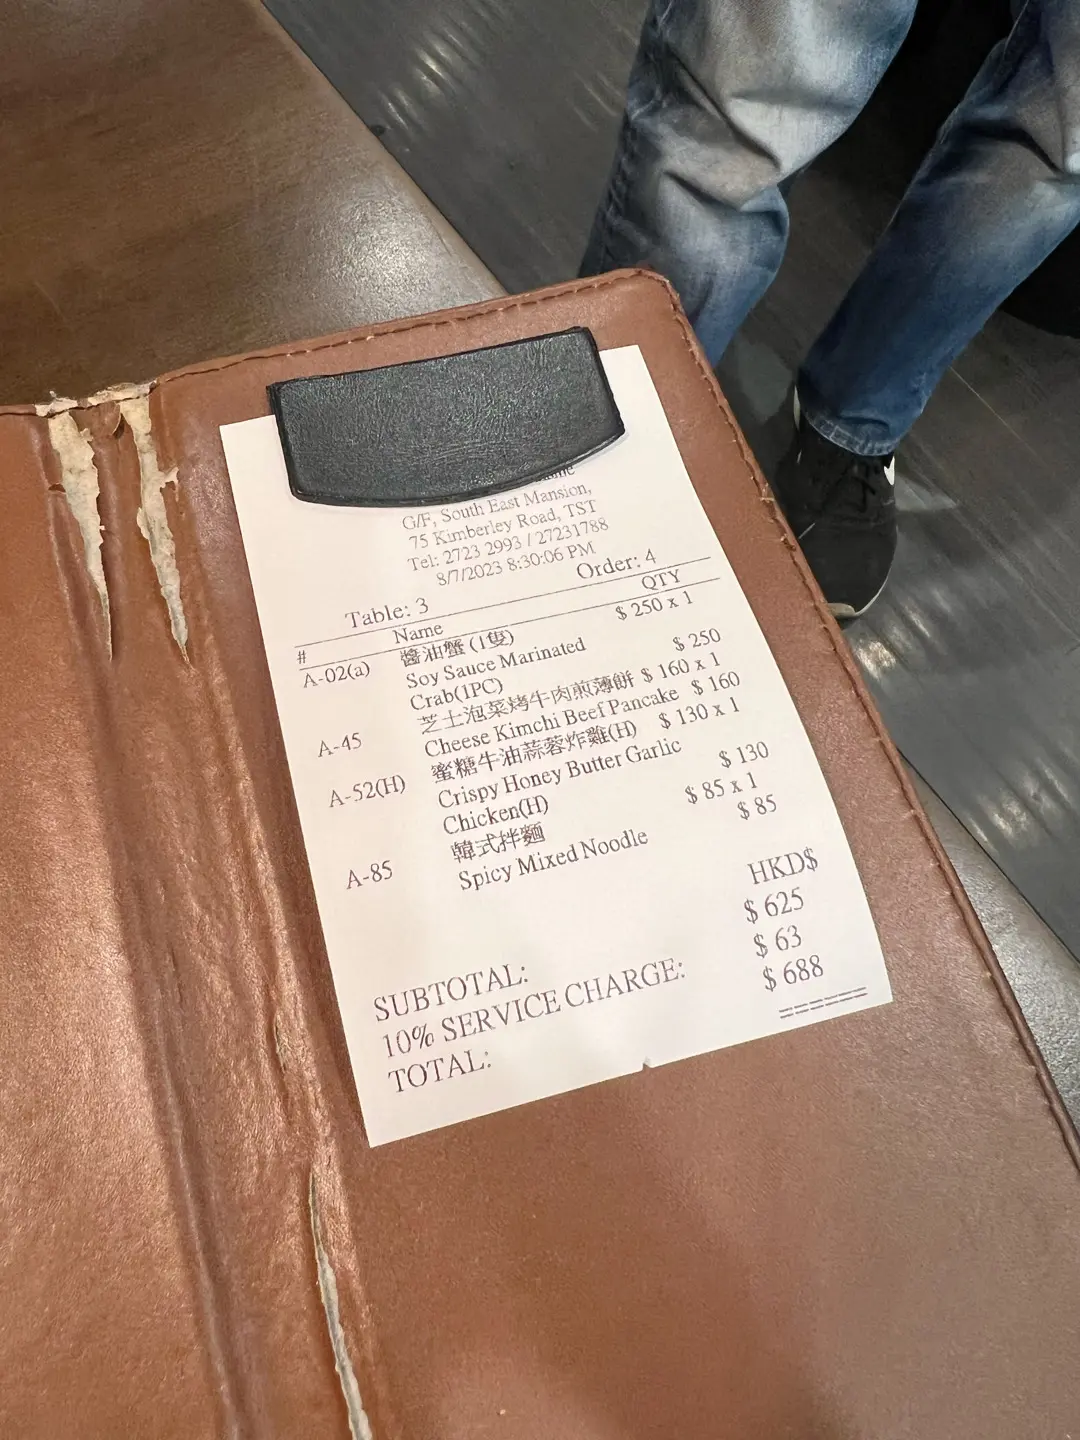 G/F, South East Mansion,
75 Kimberley Road, TST
Tel: 2723 2993 / 27231788
8/7/2023 8:30:06 PM
Table: 3 Order: 4
# Name QTY
A-02(a) 醬油蟹 (1隻) $ 250 x 1
Soy Sauce Marinated $ 250
Crab(1PC)
A-45 芝士泡菜烤牛肉煎薄餅 $ 160 x 1
Cheese Kimchi Beef Pancake $ 160
A-52(H) 蜜糖牛油蒜蓉炸雞(H) $ 130 x 1
Crispy Honey Butter Garlic $ 130
Chicken(H)
A-85 韓式拌麵 $ 85 x 1
Spicy Mixed Noodle $ 85
HKD$
SUBTOTAL: $ 625
10% SERVICE CHARGE: $ 63
TOTAL: $ 688